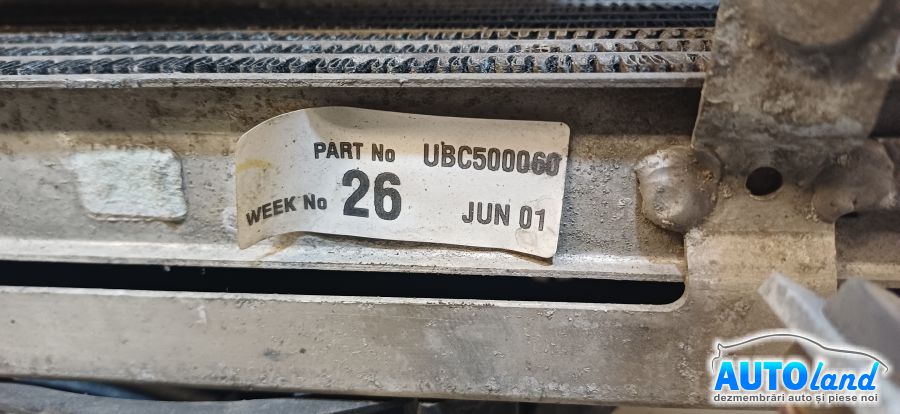 PART No UBC500060
WEEK No 26 JUN 01
AUTOland
dezmembrări auto și piese noi